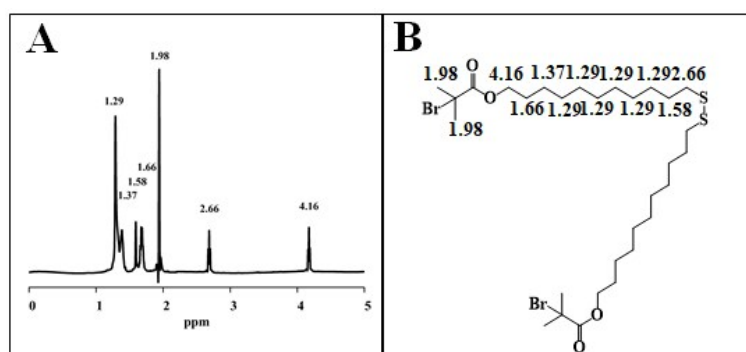 A
1.98
1.29
1.66
1.58
1.37
2.66
4.16
0 1 2 3 4 5
ppm
B
1.98 O 4.16 1.37 1.29 1.29 1.29 2.66
Br O 1.66 1.29 1.29 1.29 1.58 S
1.98 S
Br
O
O